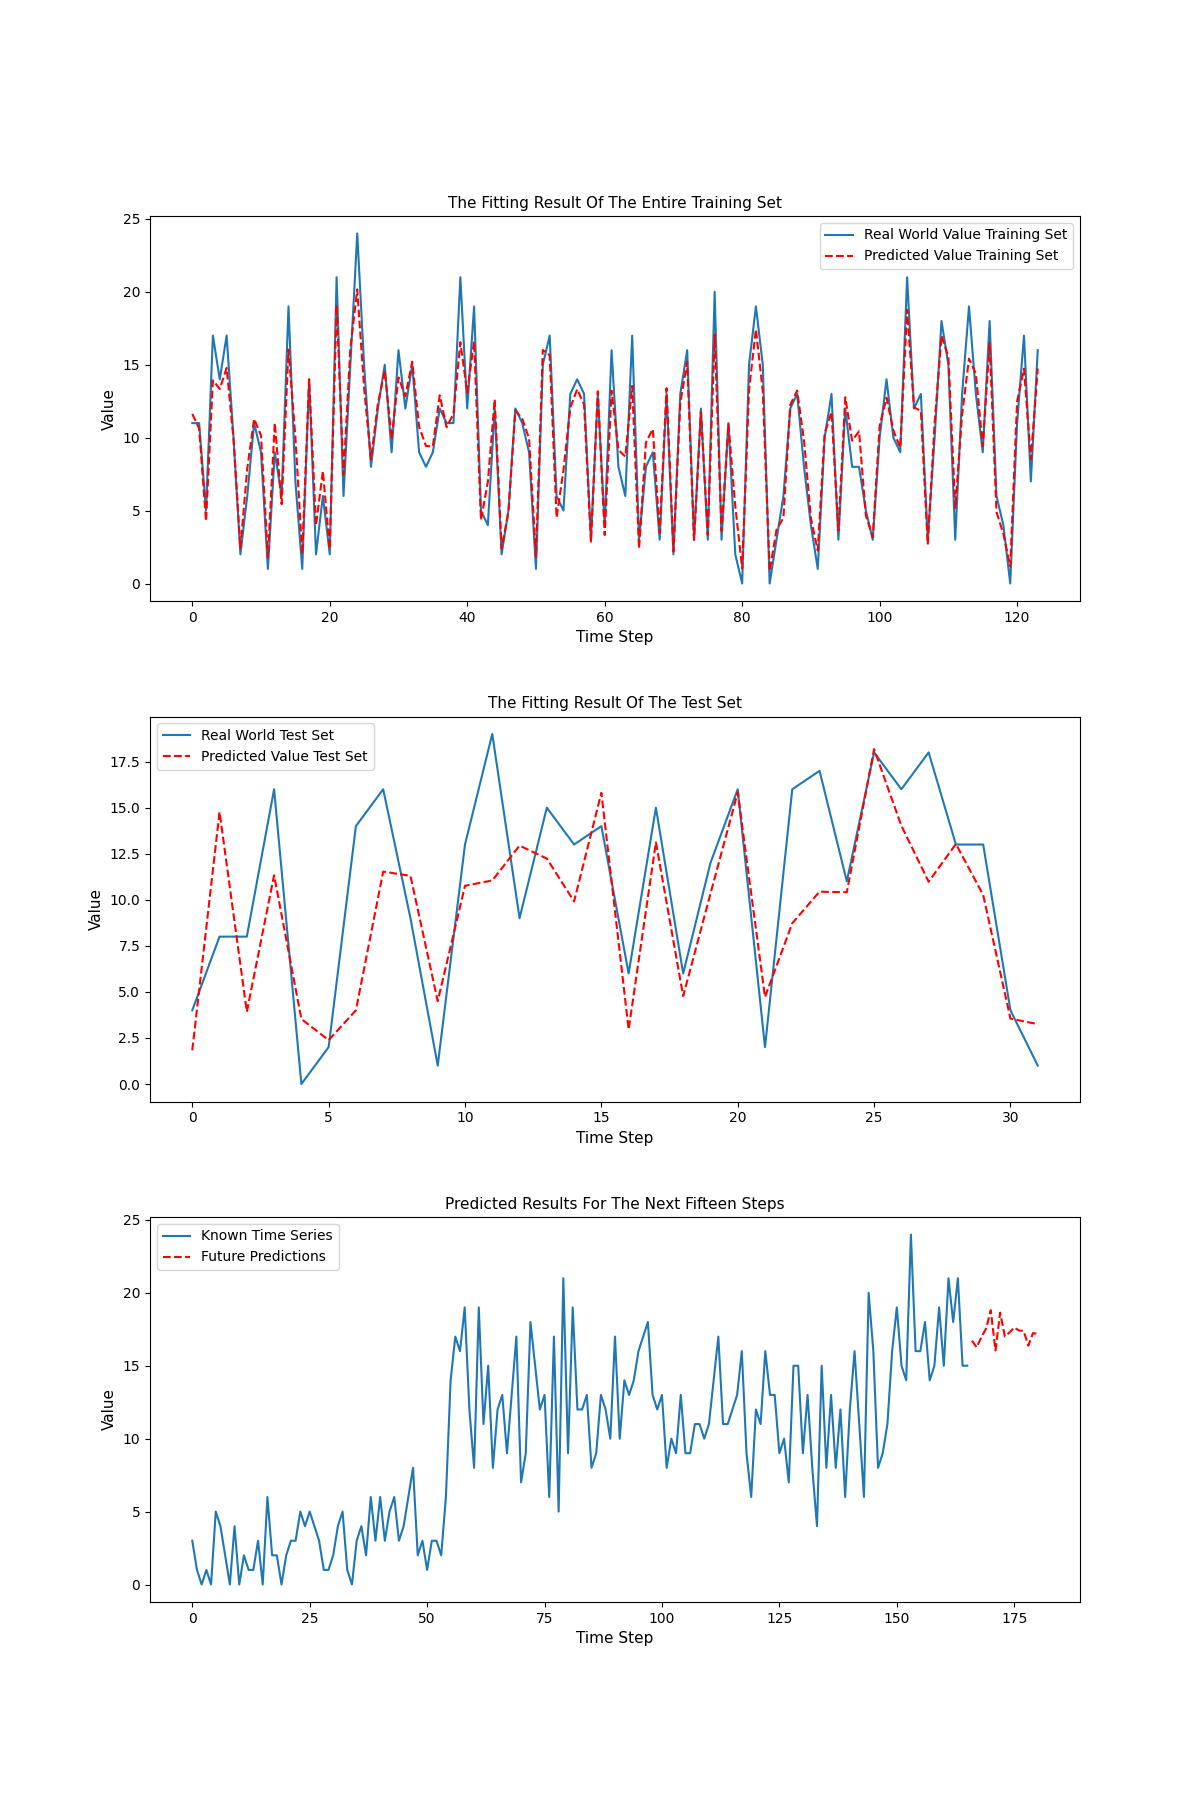 The Fitting Result Of The Entire Training Set
25
20
15
10
5
0
Value
Real World Value Training Set
Predicted Value Training Set
0 20 40 60 80 100 120
Time Step
The Fitting Result Of The Test Set
17.5
15.0
12.5
10.0
7.5
5.0
2.5
0.0
Value
Real World Test Set
Predicted Value Test Set
0 5 10 15 20 25 30
Time Step
Predicted Results For The Next Fifteen Steps
25
20
15
10
5
0
Value
Known Time Series
Future Predictions
0 25 50 75 100 125 150 175
Time Step